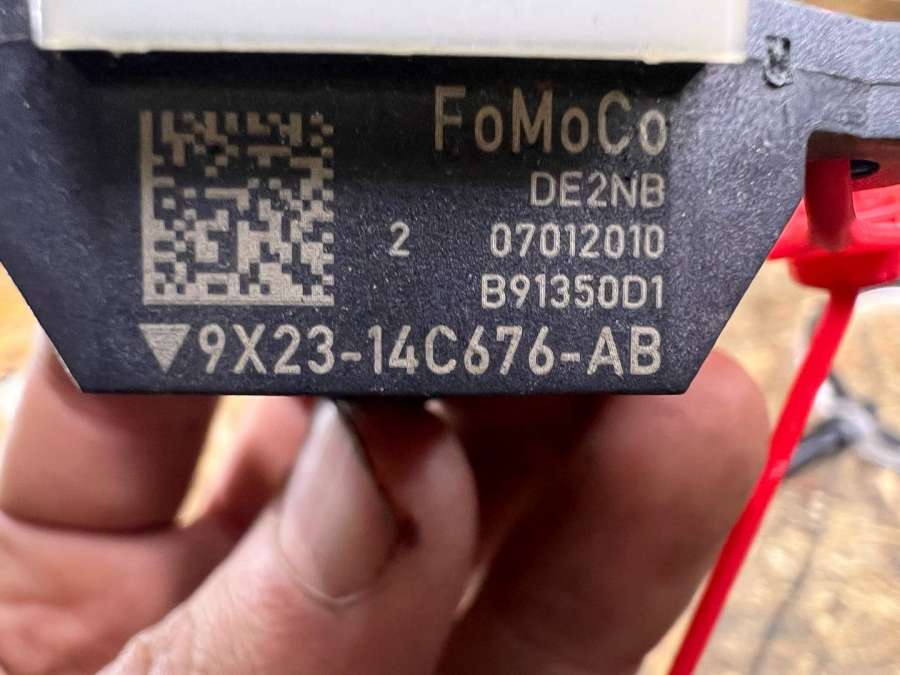 FoMoCo
DE2NB
2 07012010
B91350D1
▼9X23-14C676-AB